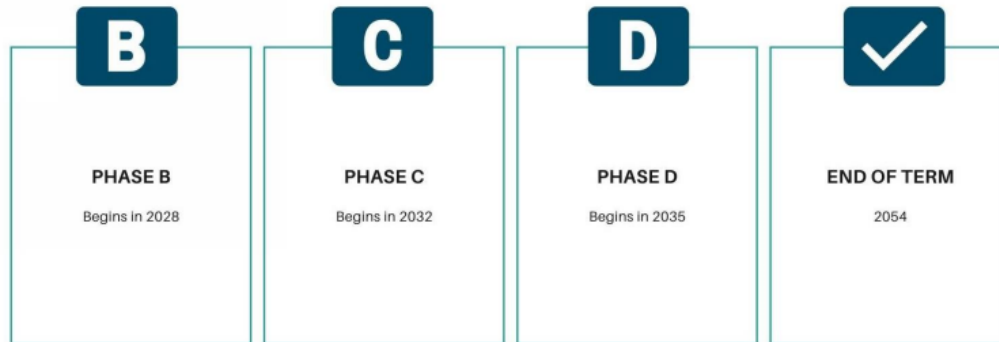 B
PHASE B
Begins in 2028
C
PHASE C
Begins in 2032
D
PHASE D
Begins in 2035
END OF TERM
2054